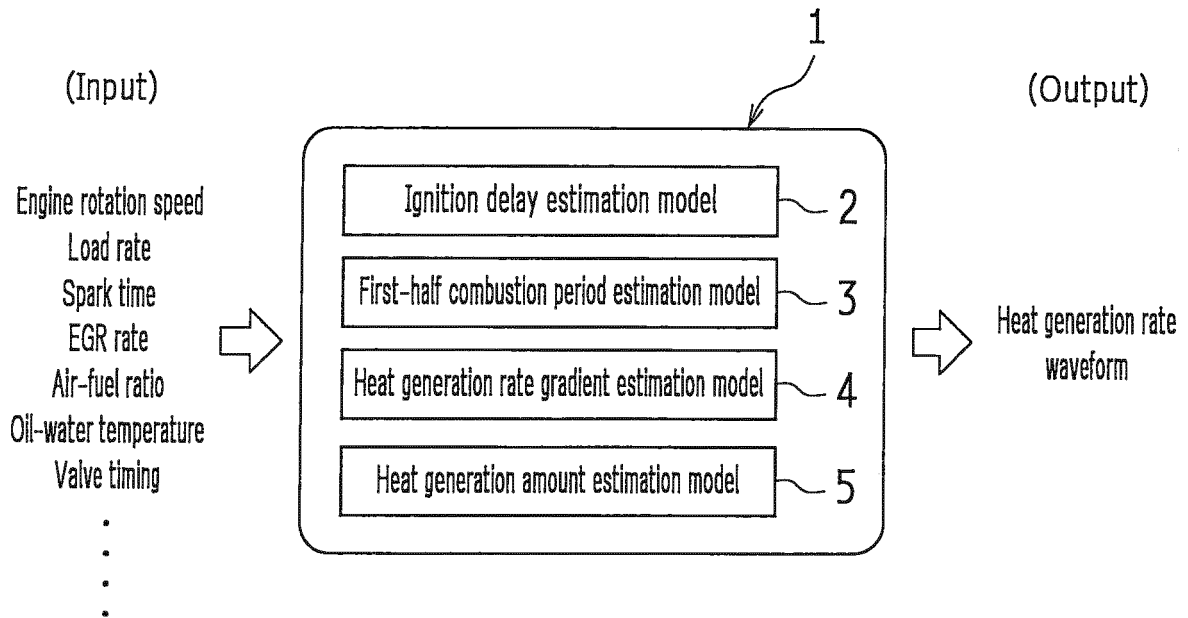 1
(Input)
(Output)
Engine rotation speed
Load rate
Spark time
EGR rate
Air-fuel ratio
Oil-water temperature
Valve timing
Ignition delay estimation model
2
First-half combustion period estimation model
3
Heat generation rate gradient estimation model
4
Heat generation amount estimation model
5
Heat generation rate
waveform